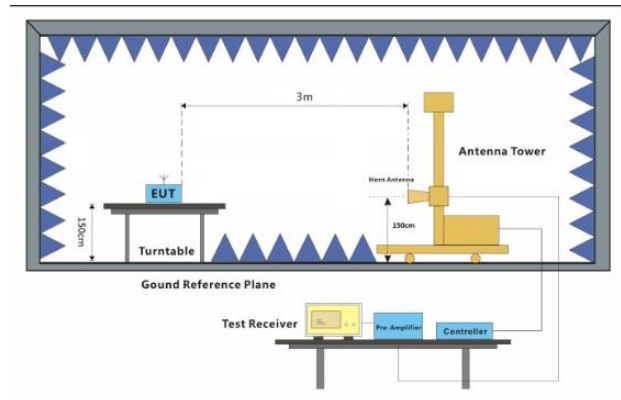 3m
Antenna Tower
Horn Antenna
EUT
150cm
150cm
Turntable
Gound Reference Plane
Test Receiver
Pre-Amplifier
Controller